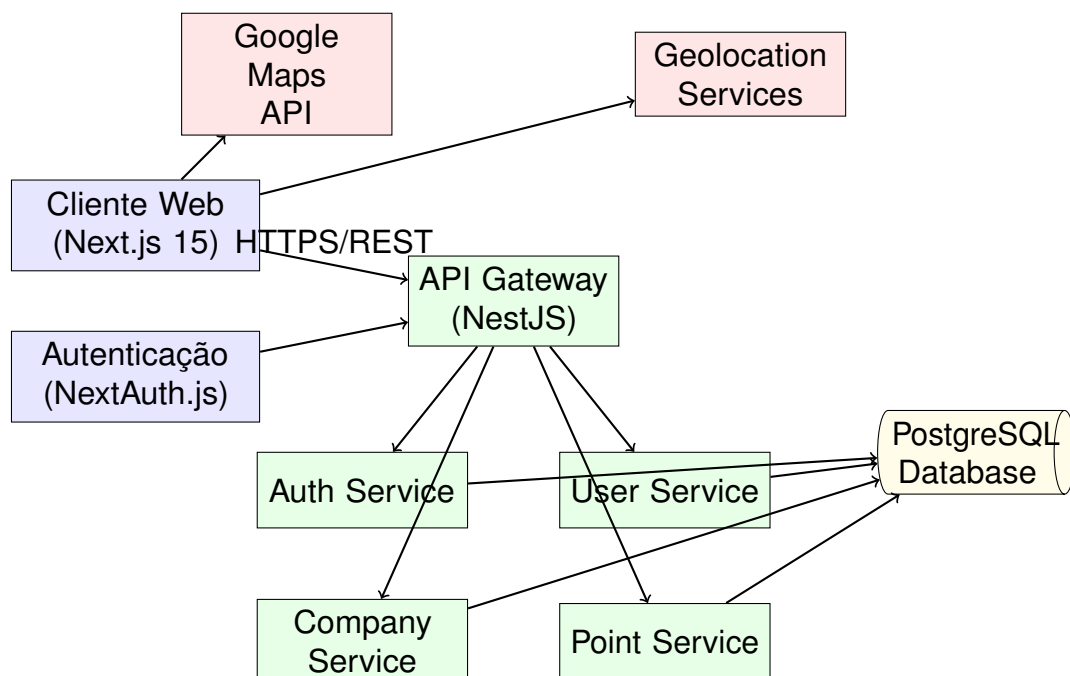 Google
Maps
API
Geolocation
Services
Cliente Web
(Next.js 15)
HTTPS/REST
API Gateway
(NestJS)
Autenticação
(NextAuth.js)
PostgreSQL
Database
Auth Service
User Service
Company
Service
Point Service